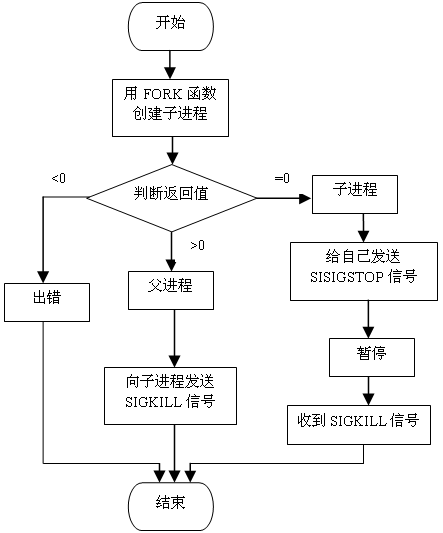 开始
用 FORK 函数
创建子进程
<0
=0
判断返回值
子进程
>0
给自己发送
SISIGSTOP 信号
出错
父进程
暂停
向子进程发送
SIGKILL 信号
收到 SIGKILL 信号
结束